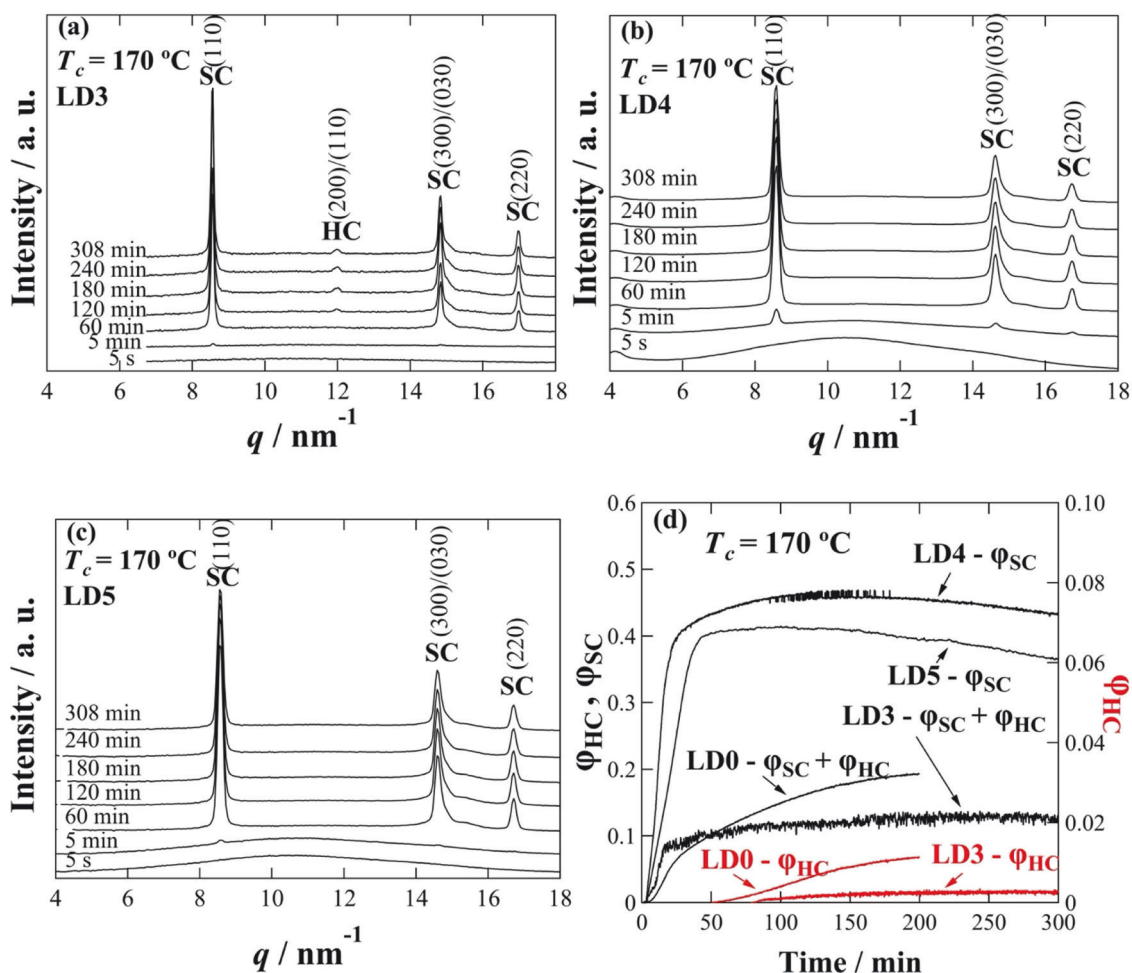 (a)
T_c = 170 ºC
LD3
SC (110)
HC (200)/(110)
SC (300)/(030)
SC (220)
308 min
240 min
180 min
120 min
60 min
5 min
5 s
Intensity / a. u.
4 6 8 10 12 14 16 18
q / nm⁻¹
(b)
T_c = 170 ºC
LD4
SC (110)
SC (300)/(030)
SC (220)
308 min
240 min
180 min
120 min
60 min
5 min
5 s
Intensity / a. u.
4 6 8 10 12 14 16 18
q / nm⁻¹
(c)
T_c = 170 ºC
LD5
SC (110)
SC (300)/(030)
SC (220)
308 min
240 min
180 min
120 min
60 min
5 min
5 s
Intensity / a. u.
4 6 8 10 12 14 16 18
q / nm⁻¹
(d)
T_c = 170 ºC
LD4 - φSC
LD5 - φSC
LD3 - φSC + φHC
LD0 - φSC + φHC
LD0 - φHC
LD3 - φHC
φHC , φSC
0.6
0.5
0.4
0.3
0.2
0.1
0
0.10
0.08
0.06
0.04
0.02
0
φHC
0 50 100 150 200 250 300
Time / min